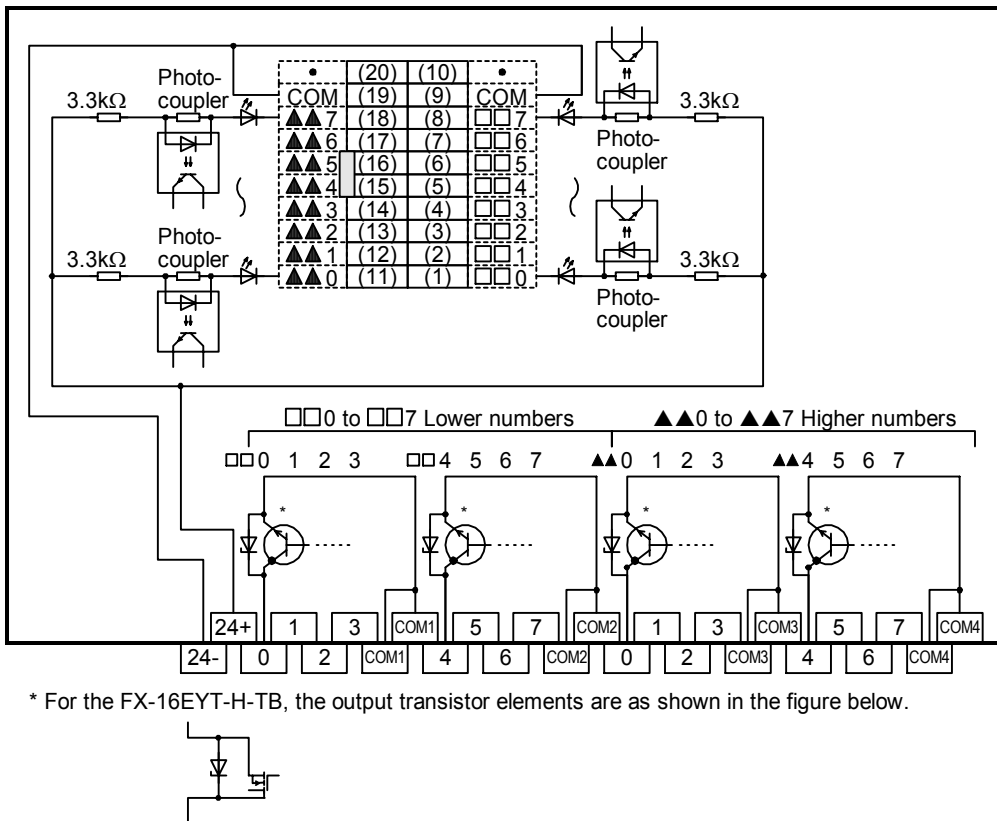 Photo-
coupler
3.3kΩ
• (20) (10) •
COM (19) (9) COM
▲▲7 (18) (8) □□7
▲▲6 (17) (7) □□6
▲▲5 (16) (6) □□5
▲▲4 (15) (5) □□4
▲▲3 (14) (4) □□3
▲▲2 (13) (3) □□2
▲▲1 (12) (2) □□1
▲▲0 (11) (1) □□0
3.3kΩ
Photo-
coupler
Photo-
coupler
3.3kΩ
3.3kΩ
Photo-
coupler
□□0 to □□7 Lower numbers ▲▲0 to ▲▲7 Higher numbers
□□0 1 2 3 □□4 5 6 7 ▲▲0 1 2 3 ▲▲4 5 6 7
* * * *
24+ 1 3 COM1 5 7 COM2 1 3 COM3 5 7 COM4
24- 0 2 COM1 4 6 COM2 0 2 COM3 4 6 COM4
* For the FX-16EYT-H-TB, the output transistor elements are as shown in the figure below.